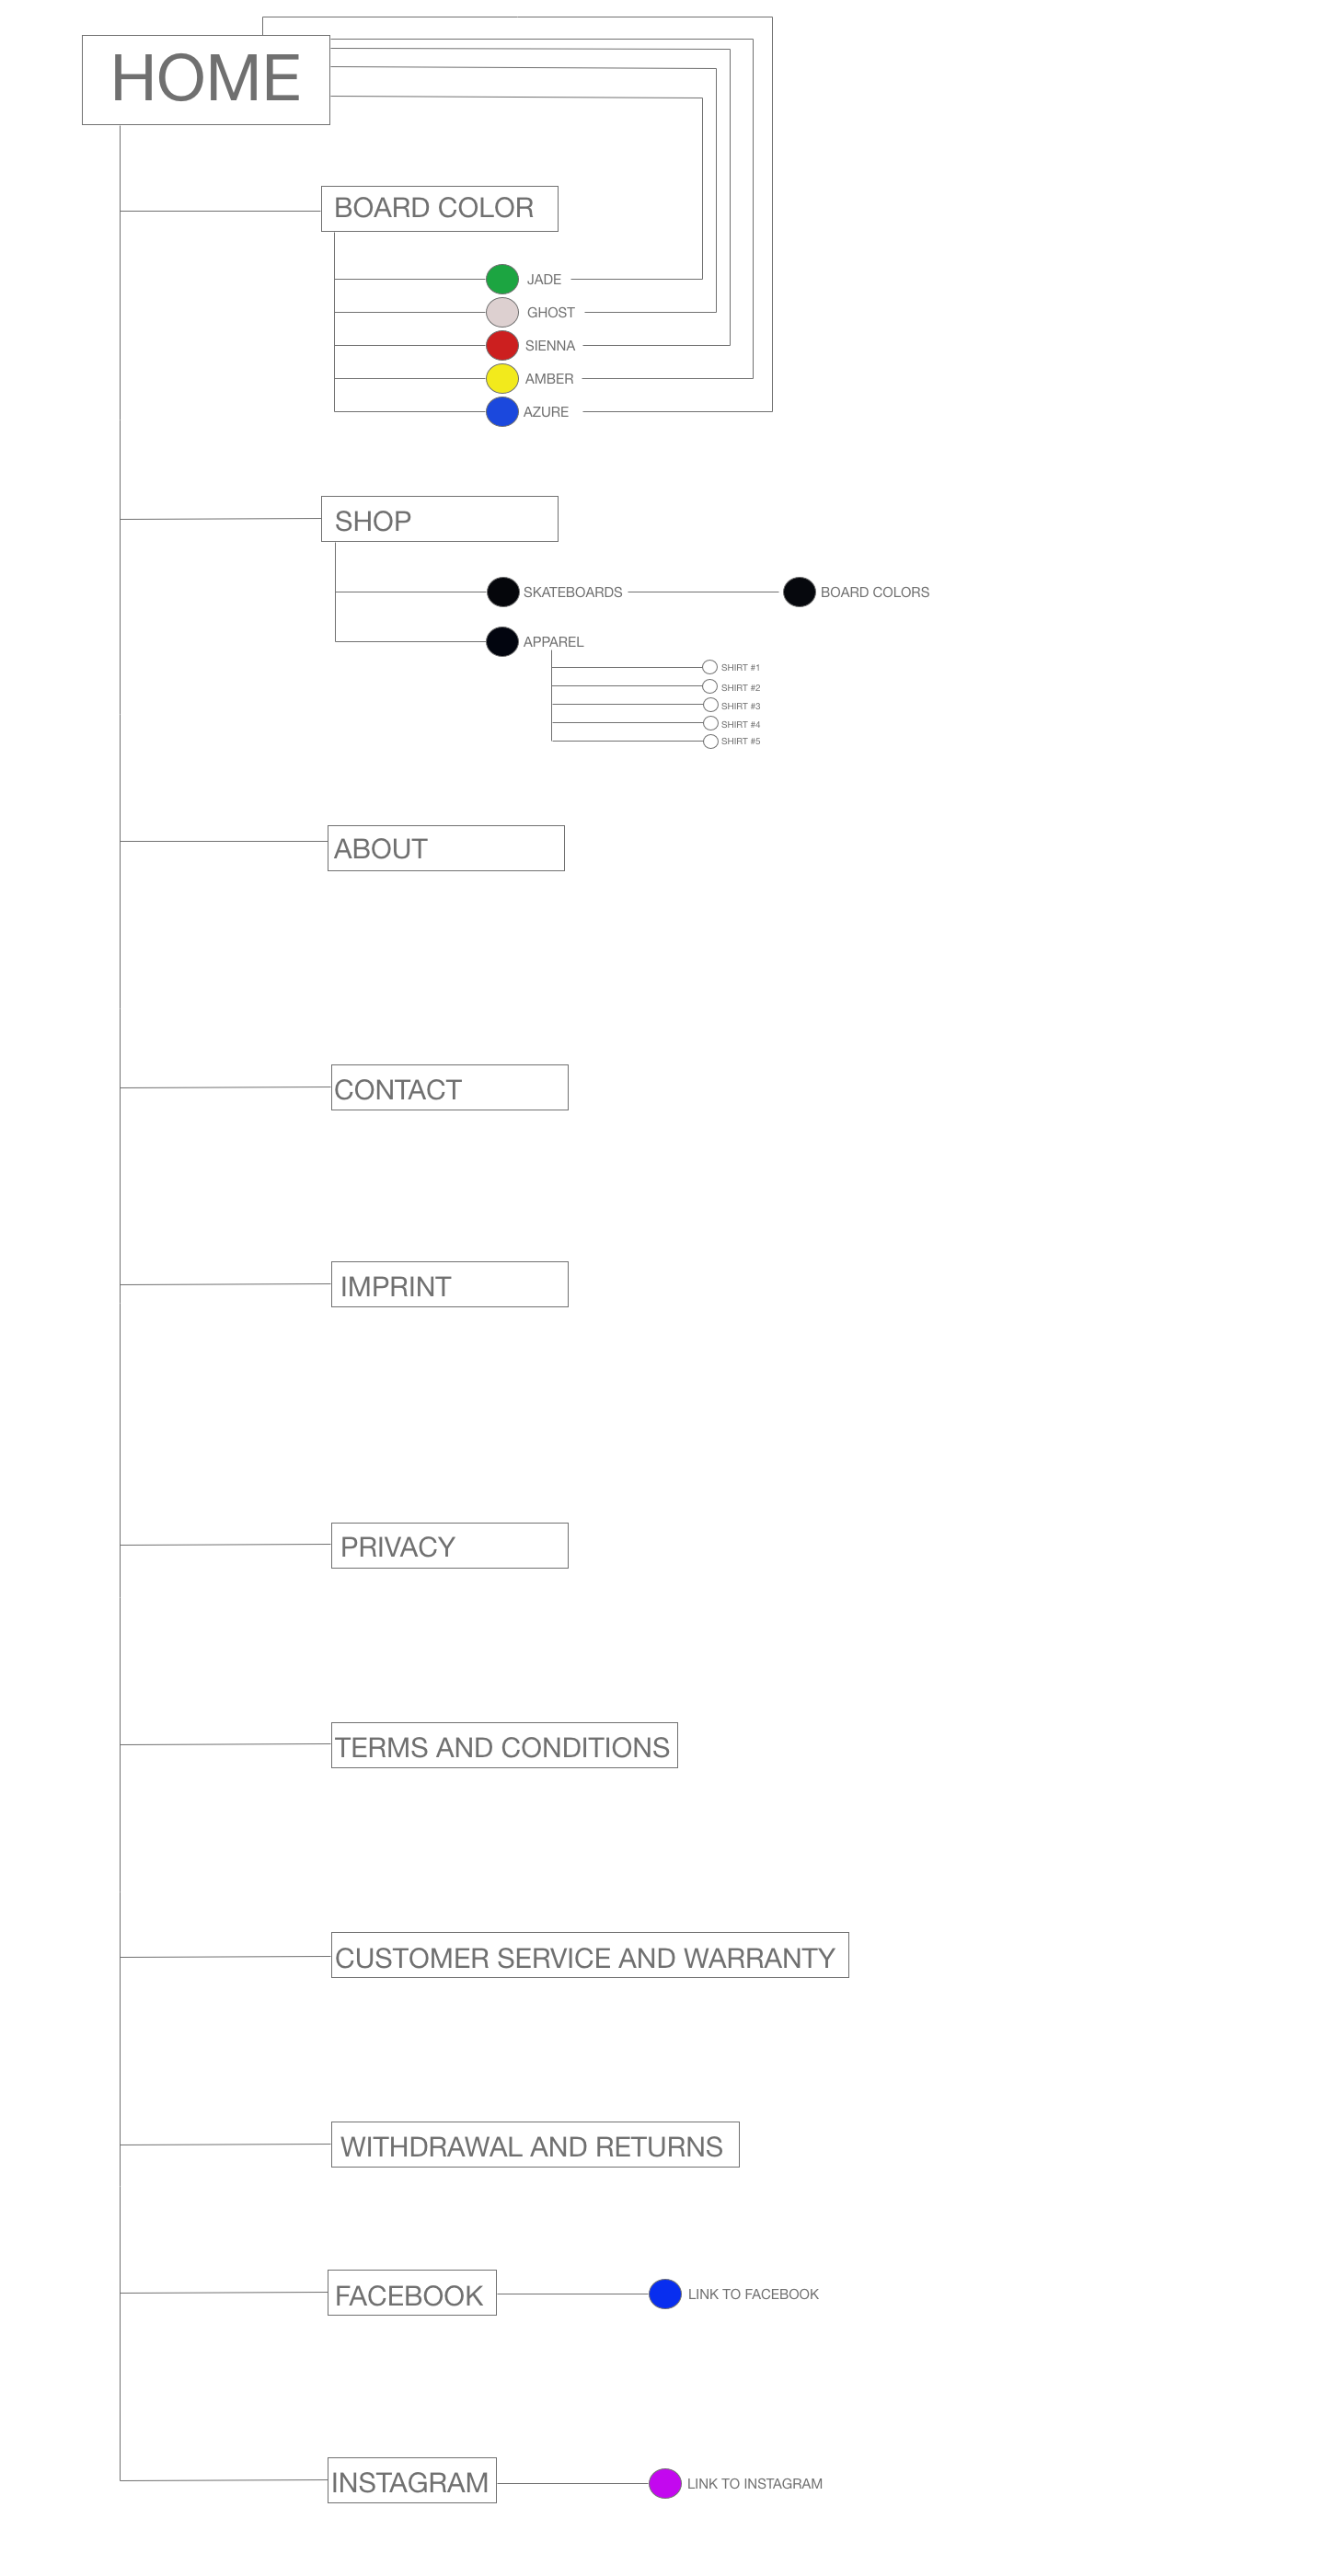 HOME
BOARD COLOR
JADE
GHOST
SIENNA
AMBER
AZURE
SHOP
SKATEBOARDS
BOARD COLORS
APPAREL
SHIRT #1
SHIRT #2
SHIRT #3
SHIRT #4
SHIRT #5
ABOUT
CONTACT
IMPRINT
PRIVACY
TERMS AND CONDITIONS
CUSTOMER SERVICE AND WARRANTY
WITHDRAWAL AND RETURNS
FACEBOOK
LINK TO FACEBOOK
INSTAGRAM
LINK TO INSTAGRAM